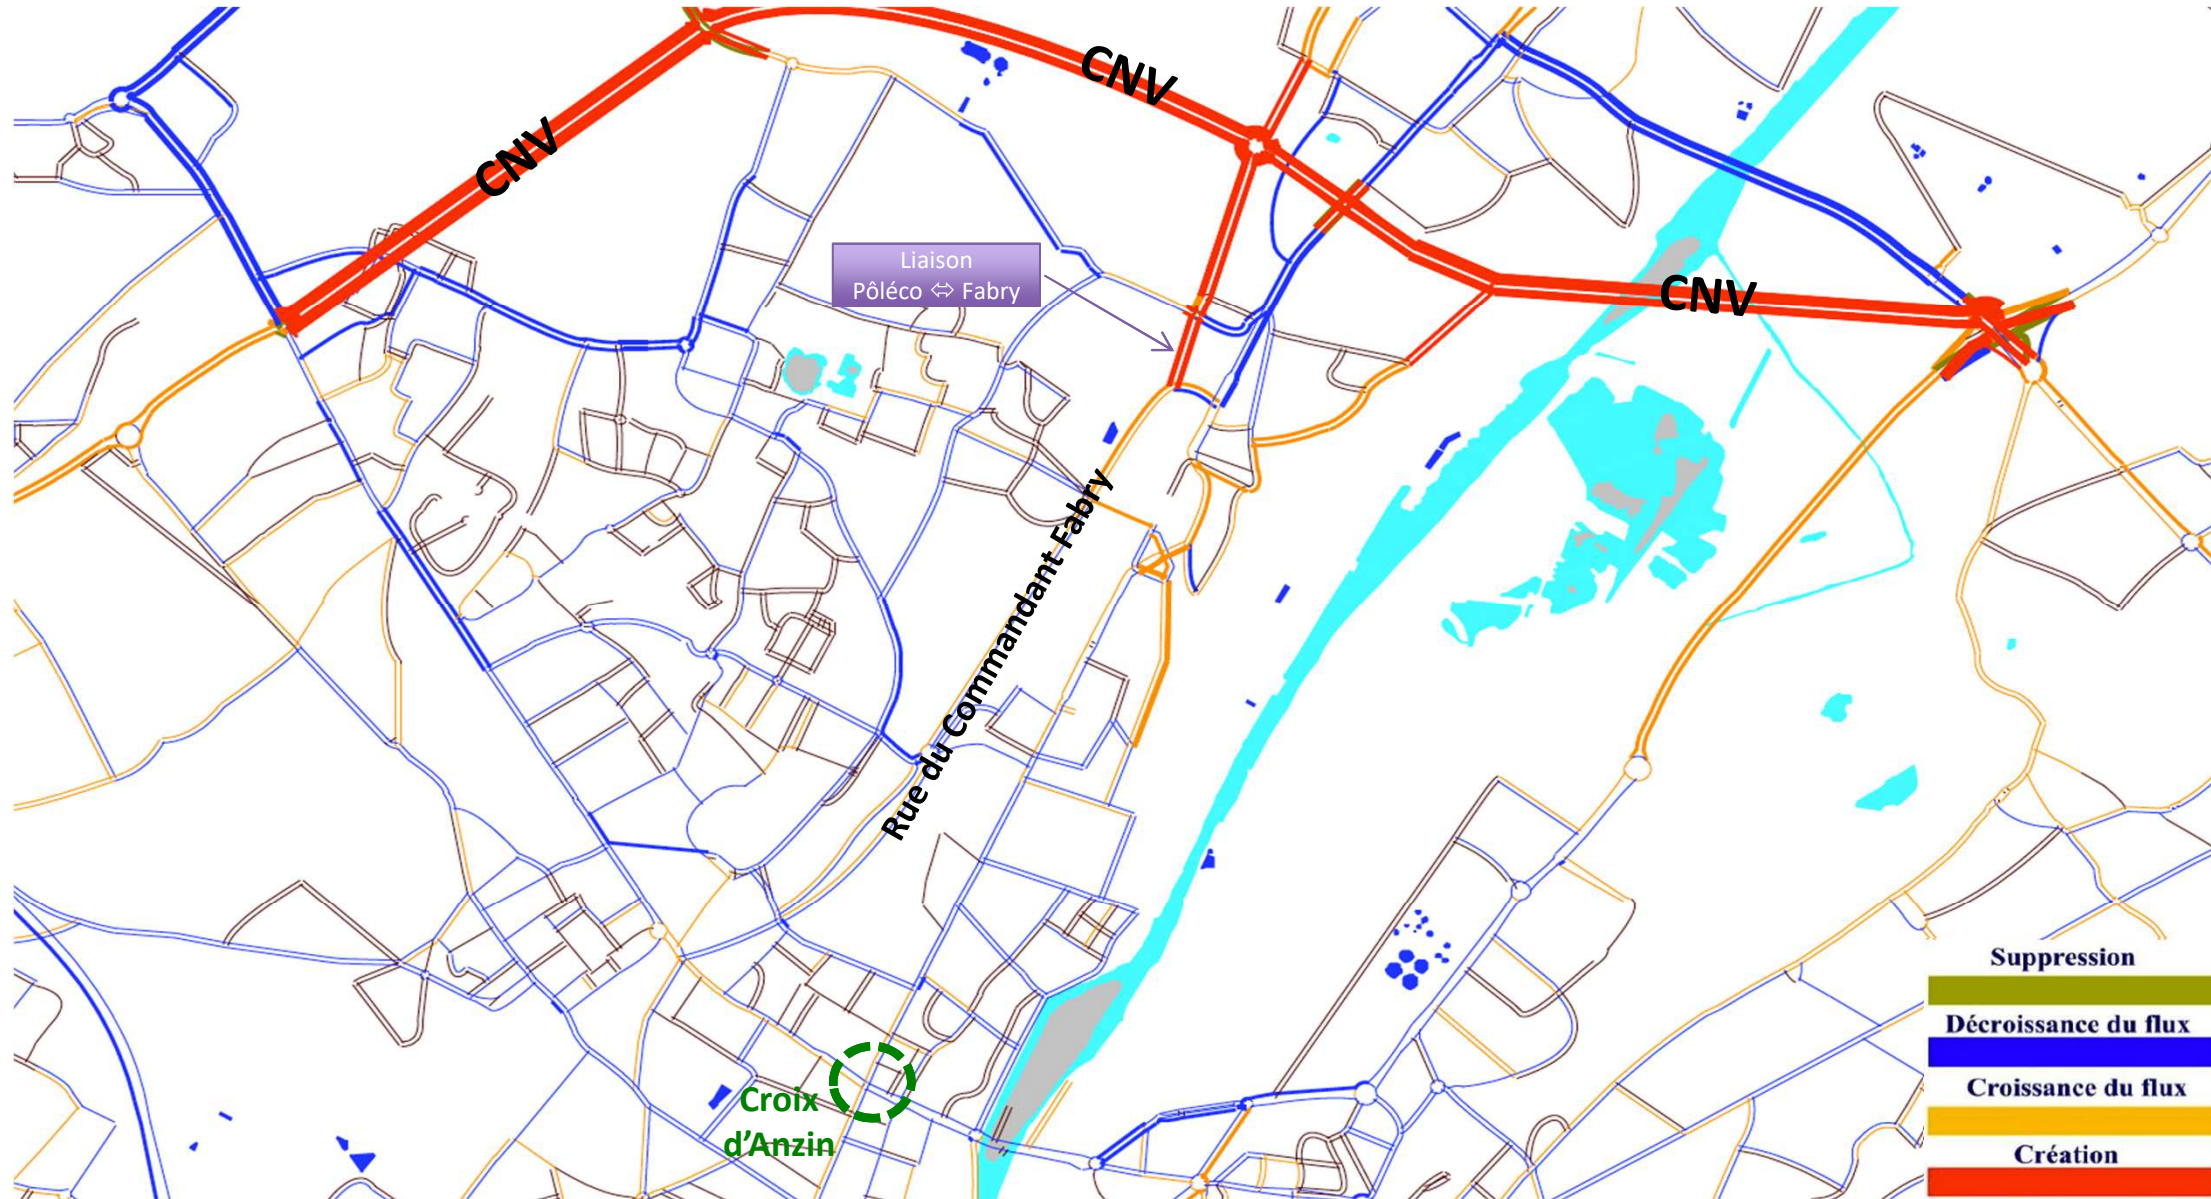 CNV
CNV
CNV
Liaison
Pôléco ⇔ Fabry
Rue du Commandant Fabry
Croix
d'Anzin
Suppression
Décroissance du flux
Croissance du flux
Création